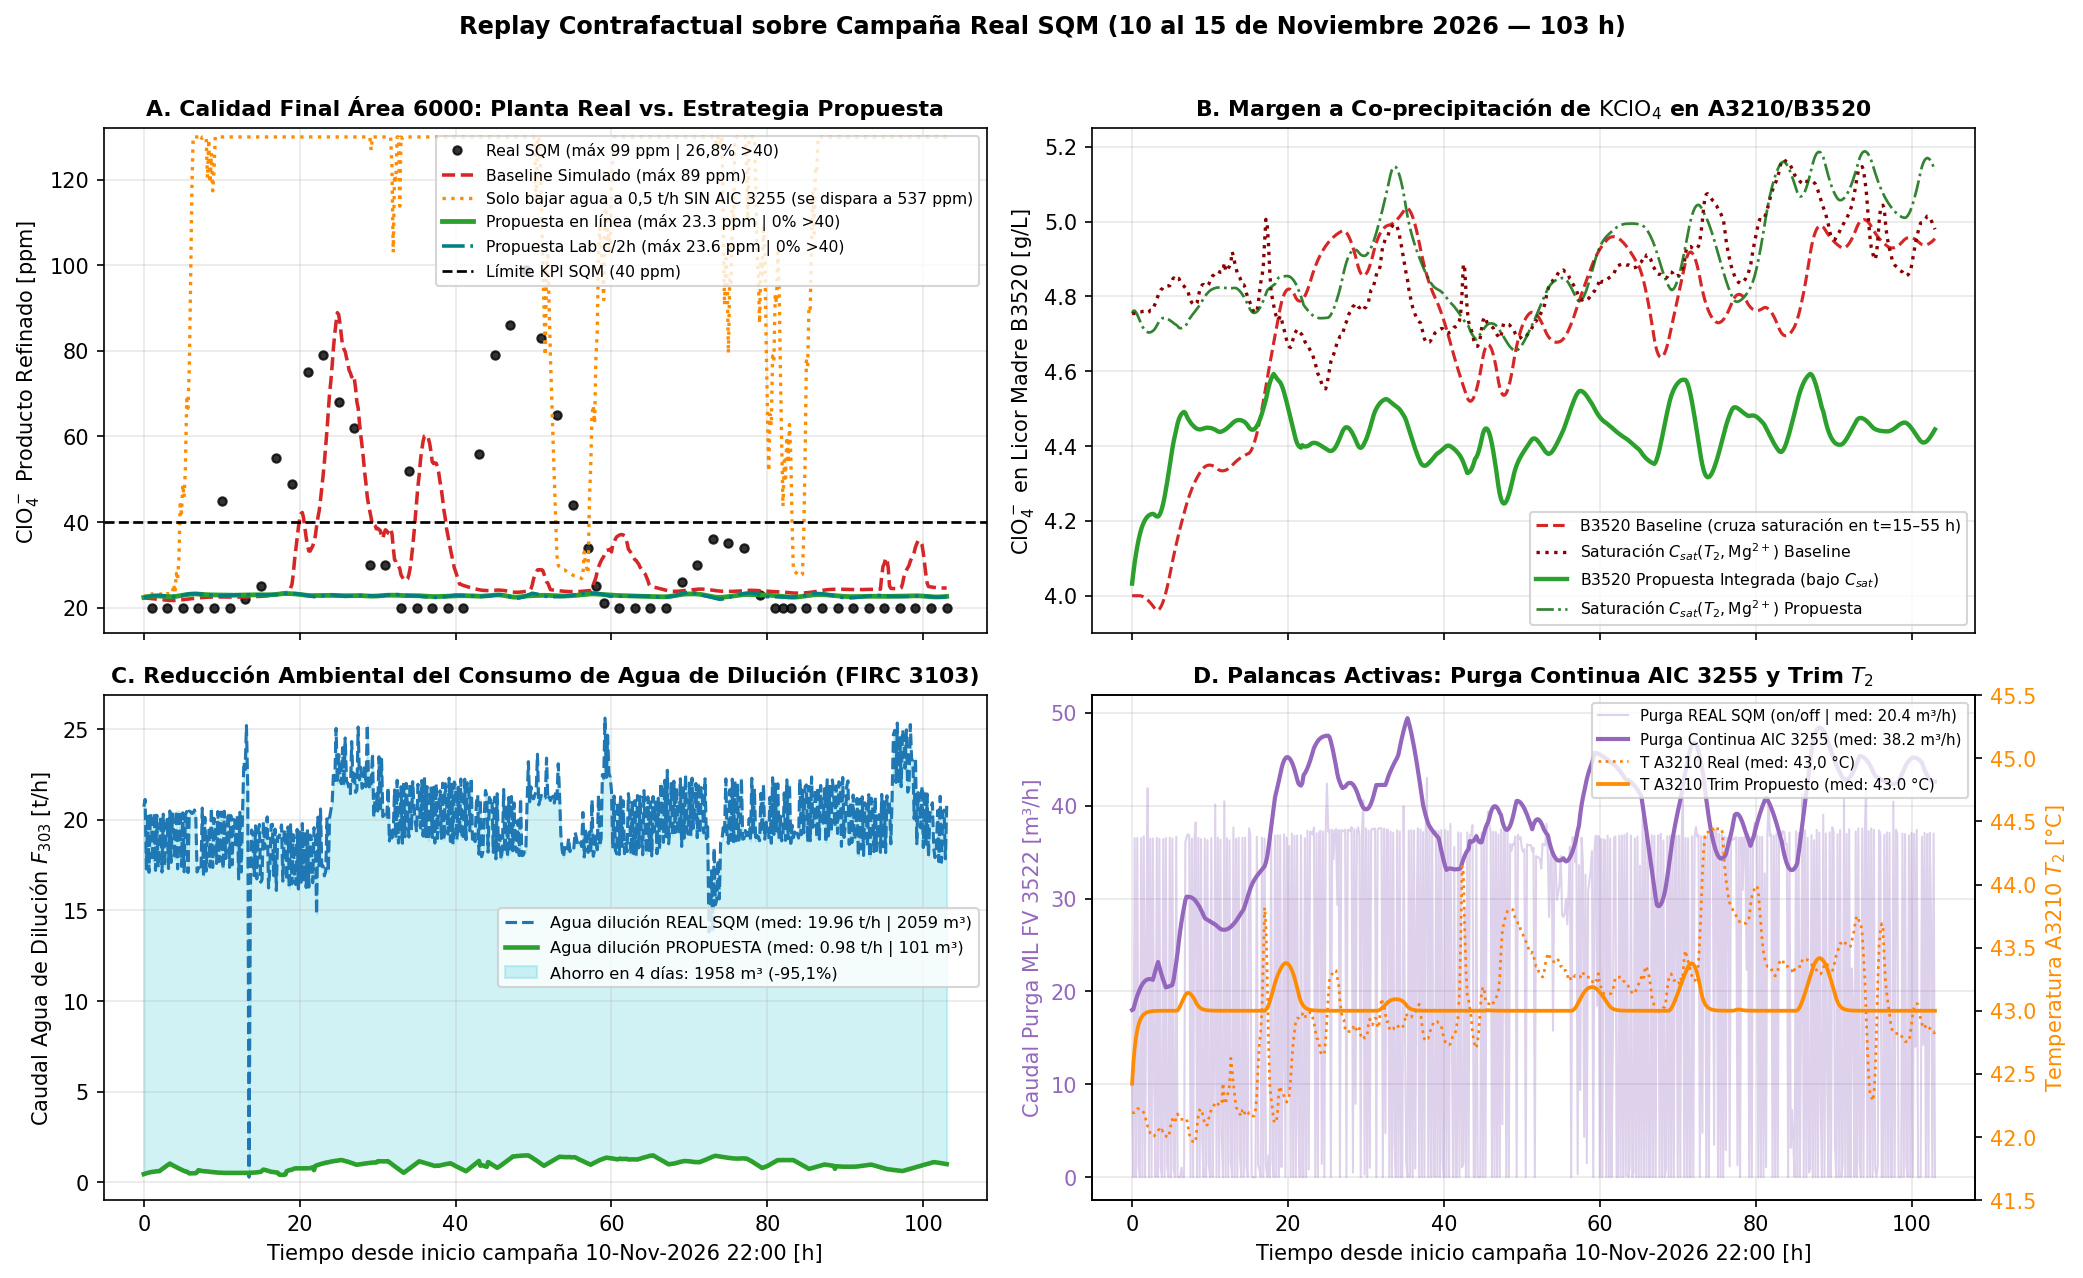 Replay Contrafactual sobre Campaña Real SQM (10 al 15 de Noviembre 2026 — 103 h)
A. Calidad Final Área 6000: Planta Real vs. Estrategia Propuesta
ClO₄⁻ Producto Refinado [ppm]
120
100
80
60
40
20
Real SQM (máx 99 ppm | 26,8% >40)
Baseline Simulado (máx 89 ppm)
Solo bajar agua a 0,5 t/h SIN AIC 3255 (se dispara a 537 ppm)
Propuesta en línea (máx 23.3 ppm | 0% >40)
Propuesta Lab c/2h (máx 23.6 ppm | 0% >40)
Límite KPI SQM (40 ppm)
B. Margen a Co-precipitación de KClO₄ en A3210/B3520
ClO₄⁻ en Licor Madre B3520 [g/L]
5.2
5.0
4.8
4.6
4.4
4.2
4.0
B3520 Baseline (cruza saturación en t=15–55 h)
Saturación C_sat(T₂, Mg²⁺) Baseline
B3520 Propuesta Integrada (bajo C_sat)
Saturación C_sat(T₂, Mg²⁺) Propuesta
C. Reducción Ambiental del Consumo de Agua de Dilución (FIRC 3103)
Caudal Agua de Dilución F₃₀₃ [t/h]
25
20
15
10
5
0
Agua dilución REAL SQM (med: 19.96 t/h | 2059 m³)
Agua dilución PROPUESTA (med: 0.98 t/h | 101 m³)
Ahorro en 4 días: 1958 m³ (-95,1%)
0 20 40 60 80 100
Tiempo desde inicio campaña 10-Nov-2026 22:00 [h]
D. Palancas Activas: Purga Continua AIC 3255 y Trim T₂
Caudal Purga ML FV 3522 [m³/h]
50
40
30
20
10
0
Purga REAL SQM (on/off | med: 20.4 m³/h)
Purga Continua AIC 3255 (med: 38.2 m³/h)
T A3210 Real (med: 43,0 °C)
T A3210 Trim Propuesto (med: 43.0 °C)
45.5
45.0
44.5
44.0
43.5
43.0
42.5
42.0
41.5
Temperatura A3210 T₂ [°C]
0 20 40 60 80 100
Tiempo desde inicio campaña 10-Nov-2026 22:00 [h]